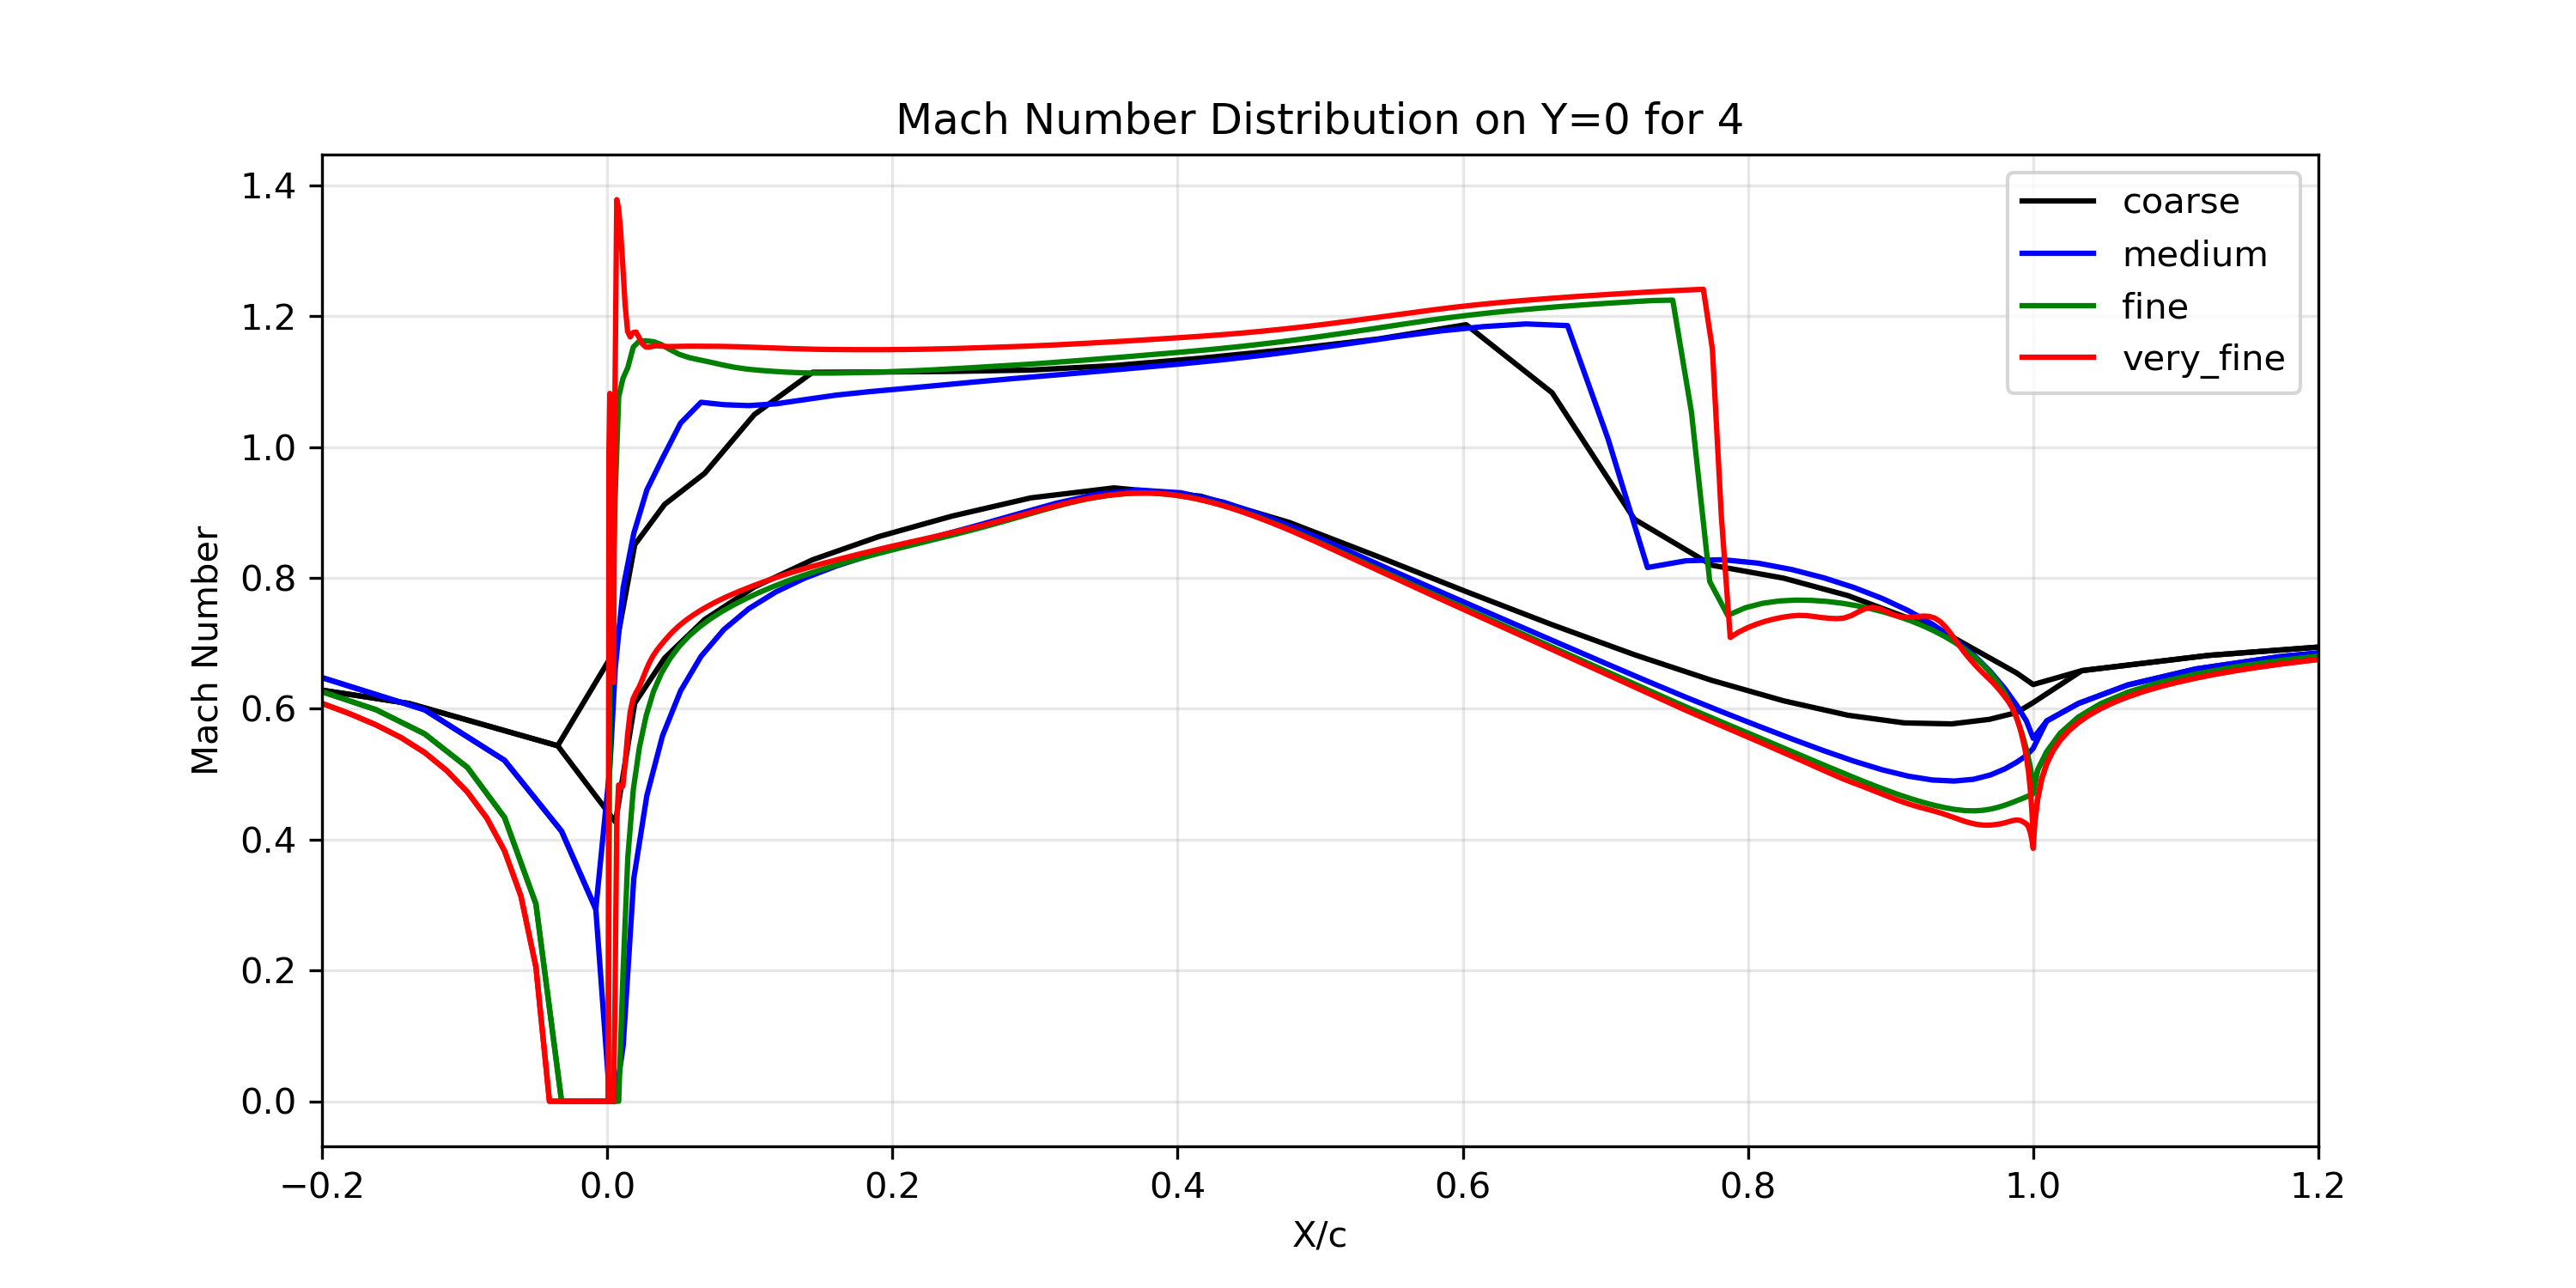 Mach Number Distribution on Y=0 for 4
1.4
1.2
1.0
0.8
0.6
0.4
0.2
0.0
Mach Number
coarse
medium
fine
very_fine
−0.2 0.0 0.2 0.4 0.6 0.8 1.0 1.2
X/c